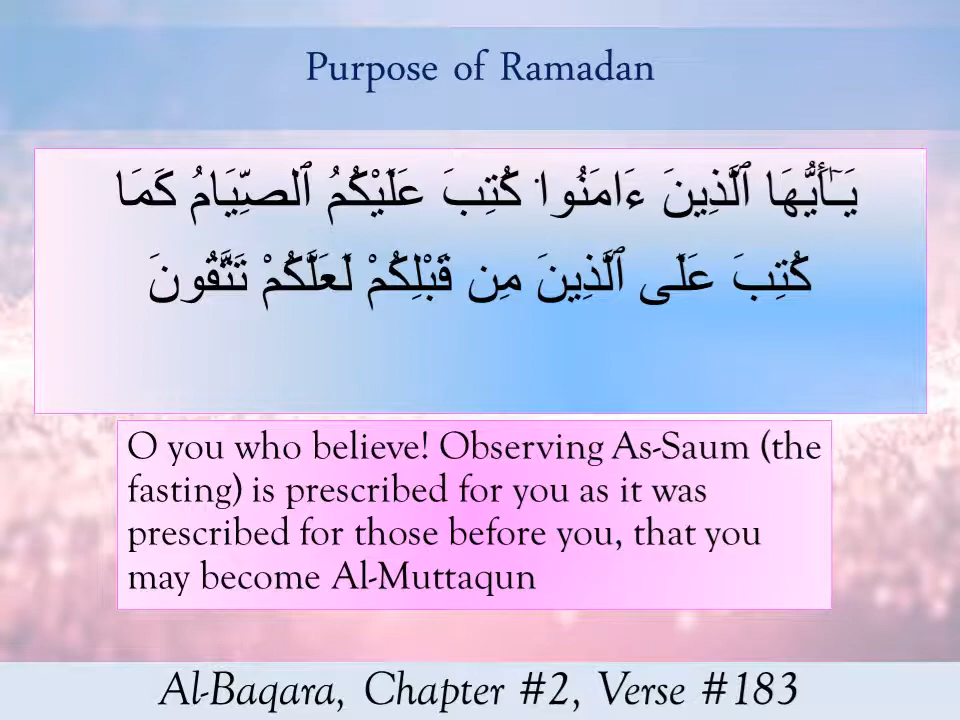 Purpose of Ramadan
يَـٰٓأَيُّهَا ٱلَّذِينَ ءَامَنُوا۟ كُتِبَ عَلَيْكُمُ ٱلصِّيَامُ كَمَا
كُتِبَ عَلَى ٱلَّذِينَ مِن قَبْلِكُمْ لَعَلَّكُمْ تَتَّقُونَ
O you who believe! Observing As-Saum (the
fasting) is prescribed for you as it was
prescribed for those before you, that you
may become Al-Muttaqun
Al-Baqara, Chapter #2, Verse #183